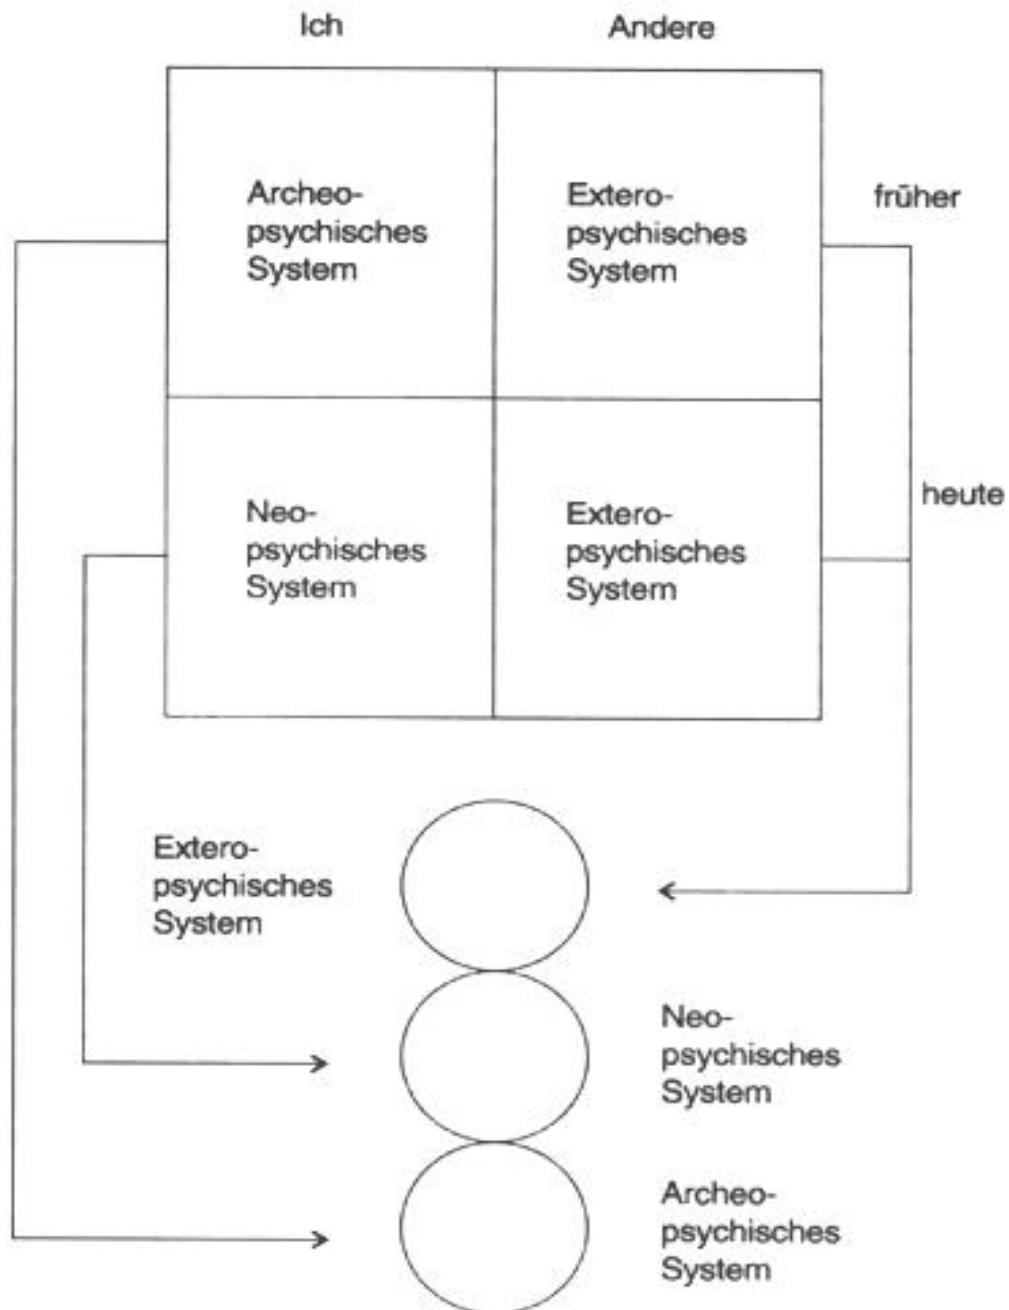 Ich
Andere
Archeo-
psychisches
System
Extero-
psychisches
System
früher
Neo-
psychisches
System
Extero-
psychisches
System
heute
Extero-
psychisches
System
Neo-
psychisches
System
Archeo-
psychisches
System